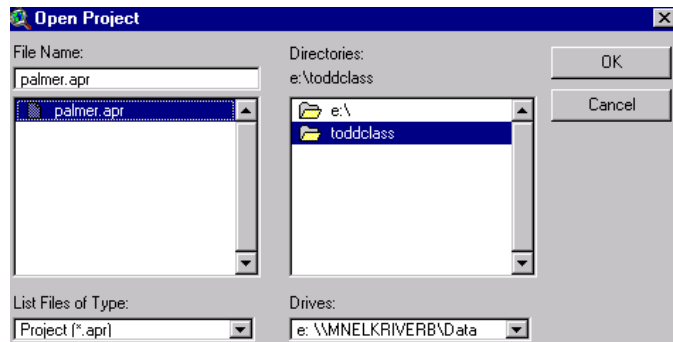 Open Project
File Name:
palmer.apr
palmer.apr
List Files of Type:
Project (*.apr)
Directories:
e:\toddclass
e:\
toddclass
Drives:
e: \\MNELKRIVERB\Data
OK
Cancel